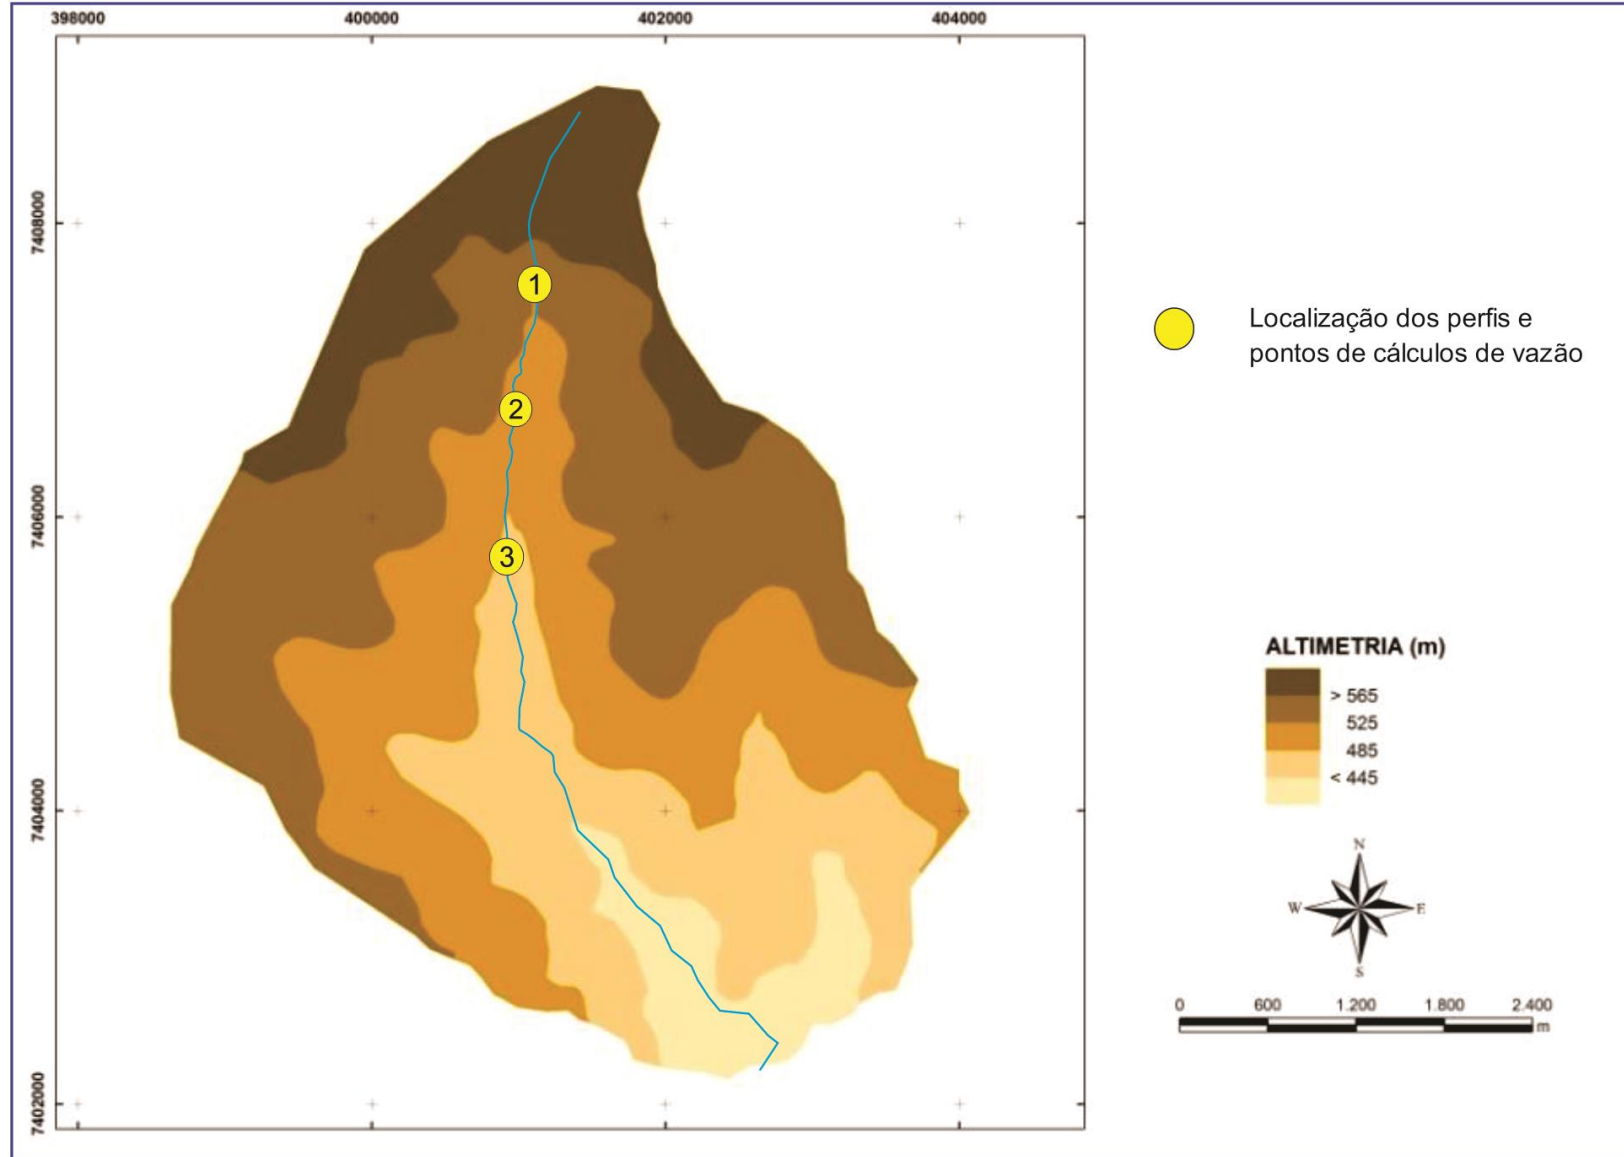 398000
400000
402000
404000
7408000
7406000
7404000
7402000
1
2
3
Localização dos perfis e
pontos de cálculos de vazão
ALTIMETRIA (m)
> 565
525
485
< 445
N
W
E
S
0 600 1.200 1.800 2.400
m